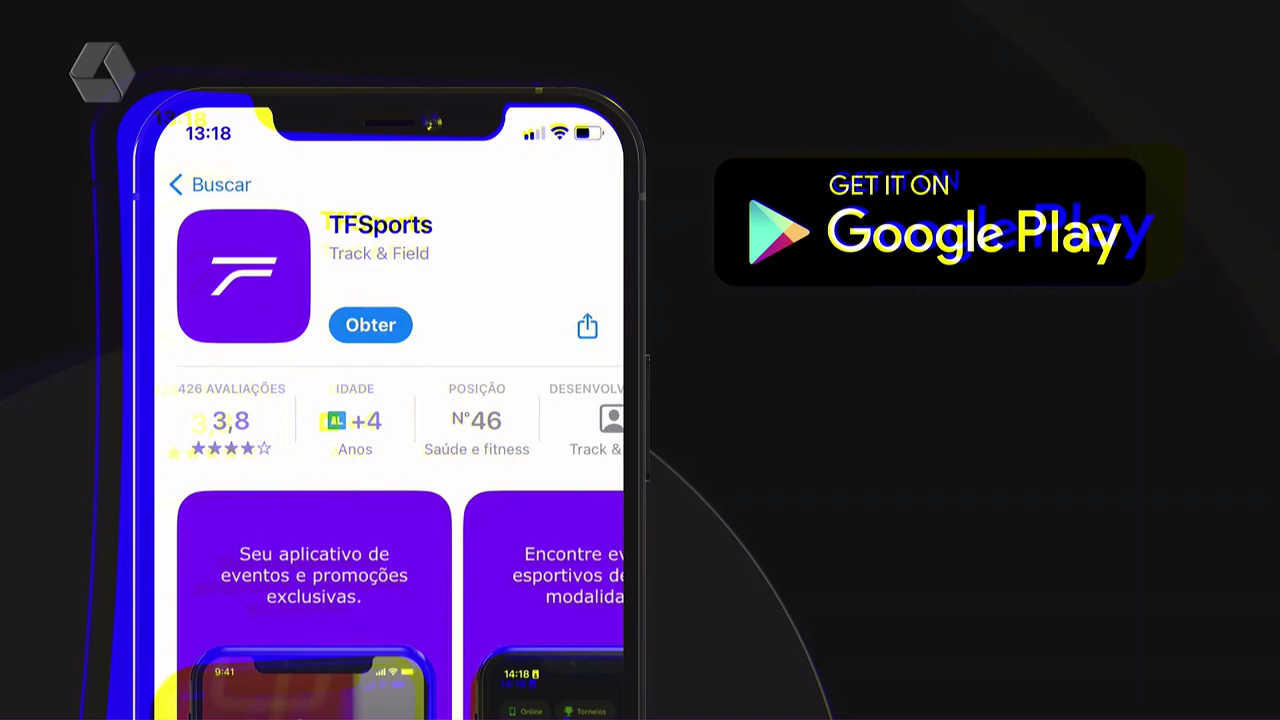 13:18
GET IT ON
Google Play
Buscar
TFSports
Track & Field
Obter
426 AVALIAÇÕES
IDADE
POSIÇÃO
DESENVOLV
3,8
AL +4
Nº46
Anos
Saúde e fitness
Track &
Seu aplicativo de
eventos e promoções
exclusivas.
Encontre ev
esportivos de
modalida
9:41
14:18
Online
Torneios